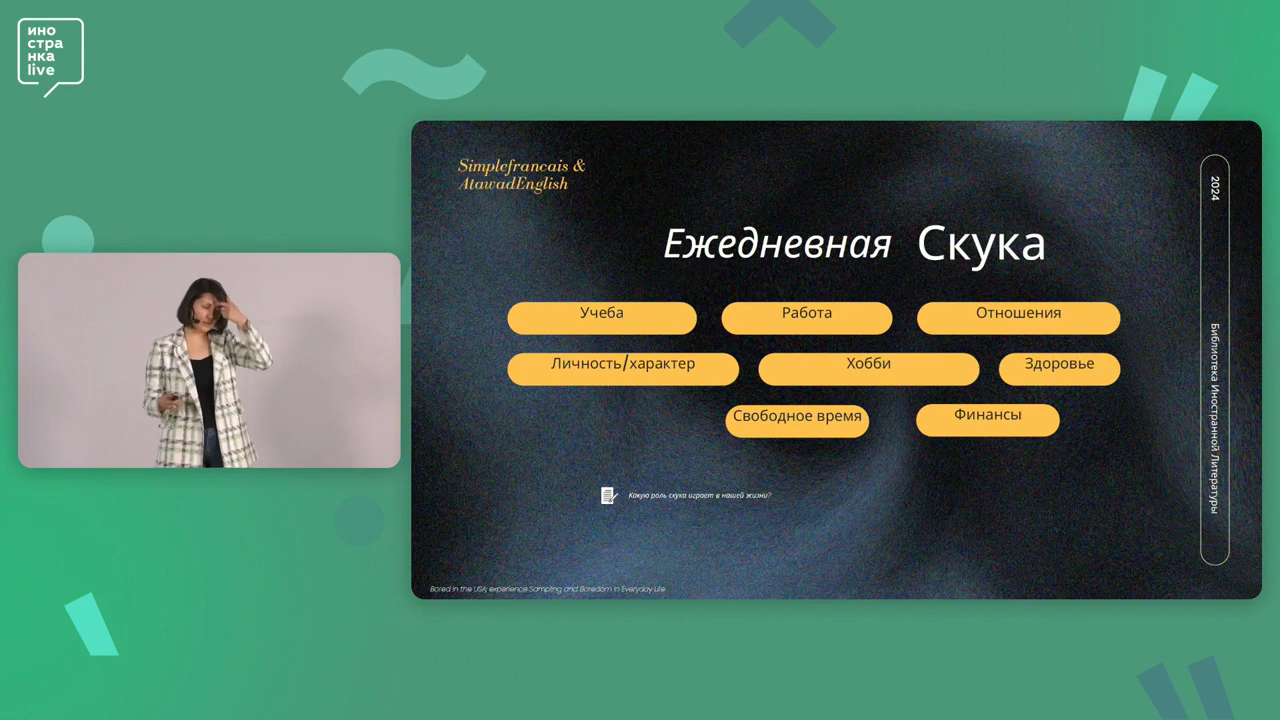 ино
стра
нка
live
Simplefrancais &
AtawadEnglish
2024
Ежедневная Скука
Учеба
Работа
Отношения
Личность/характер
Хобби
Здоровье
Свободное время
Финансы
Библиотека Иностранной Литературы
Какую роль скука играет в нашей жизни?
Bored in the USA; experience Sampling and Boredom in Everyday Life